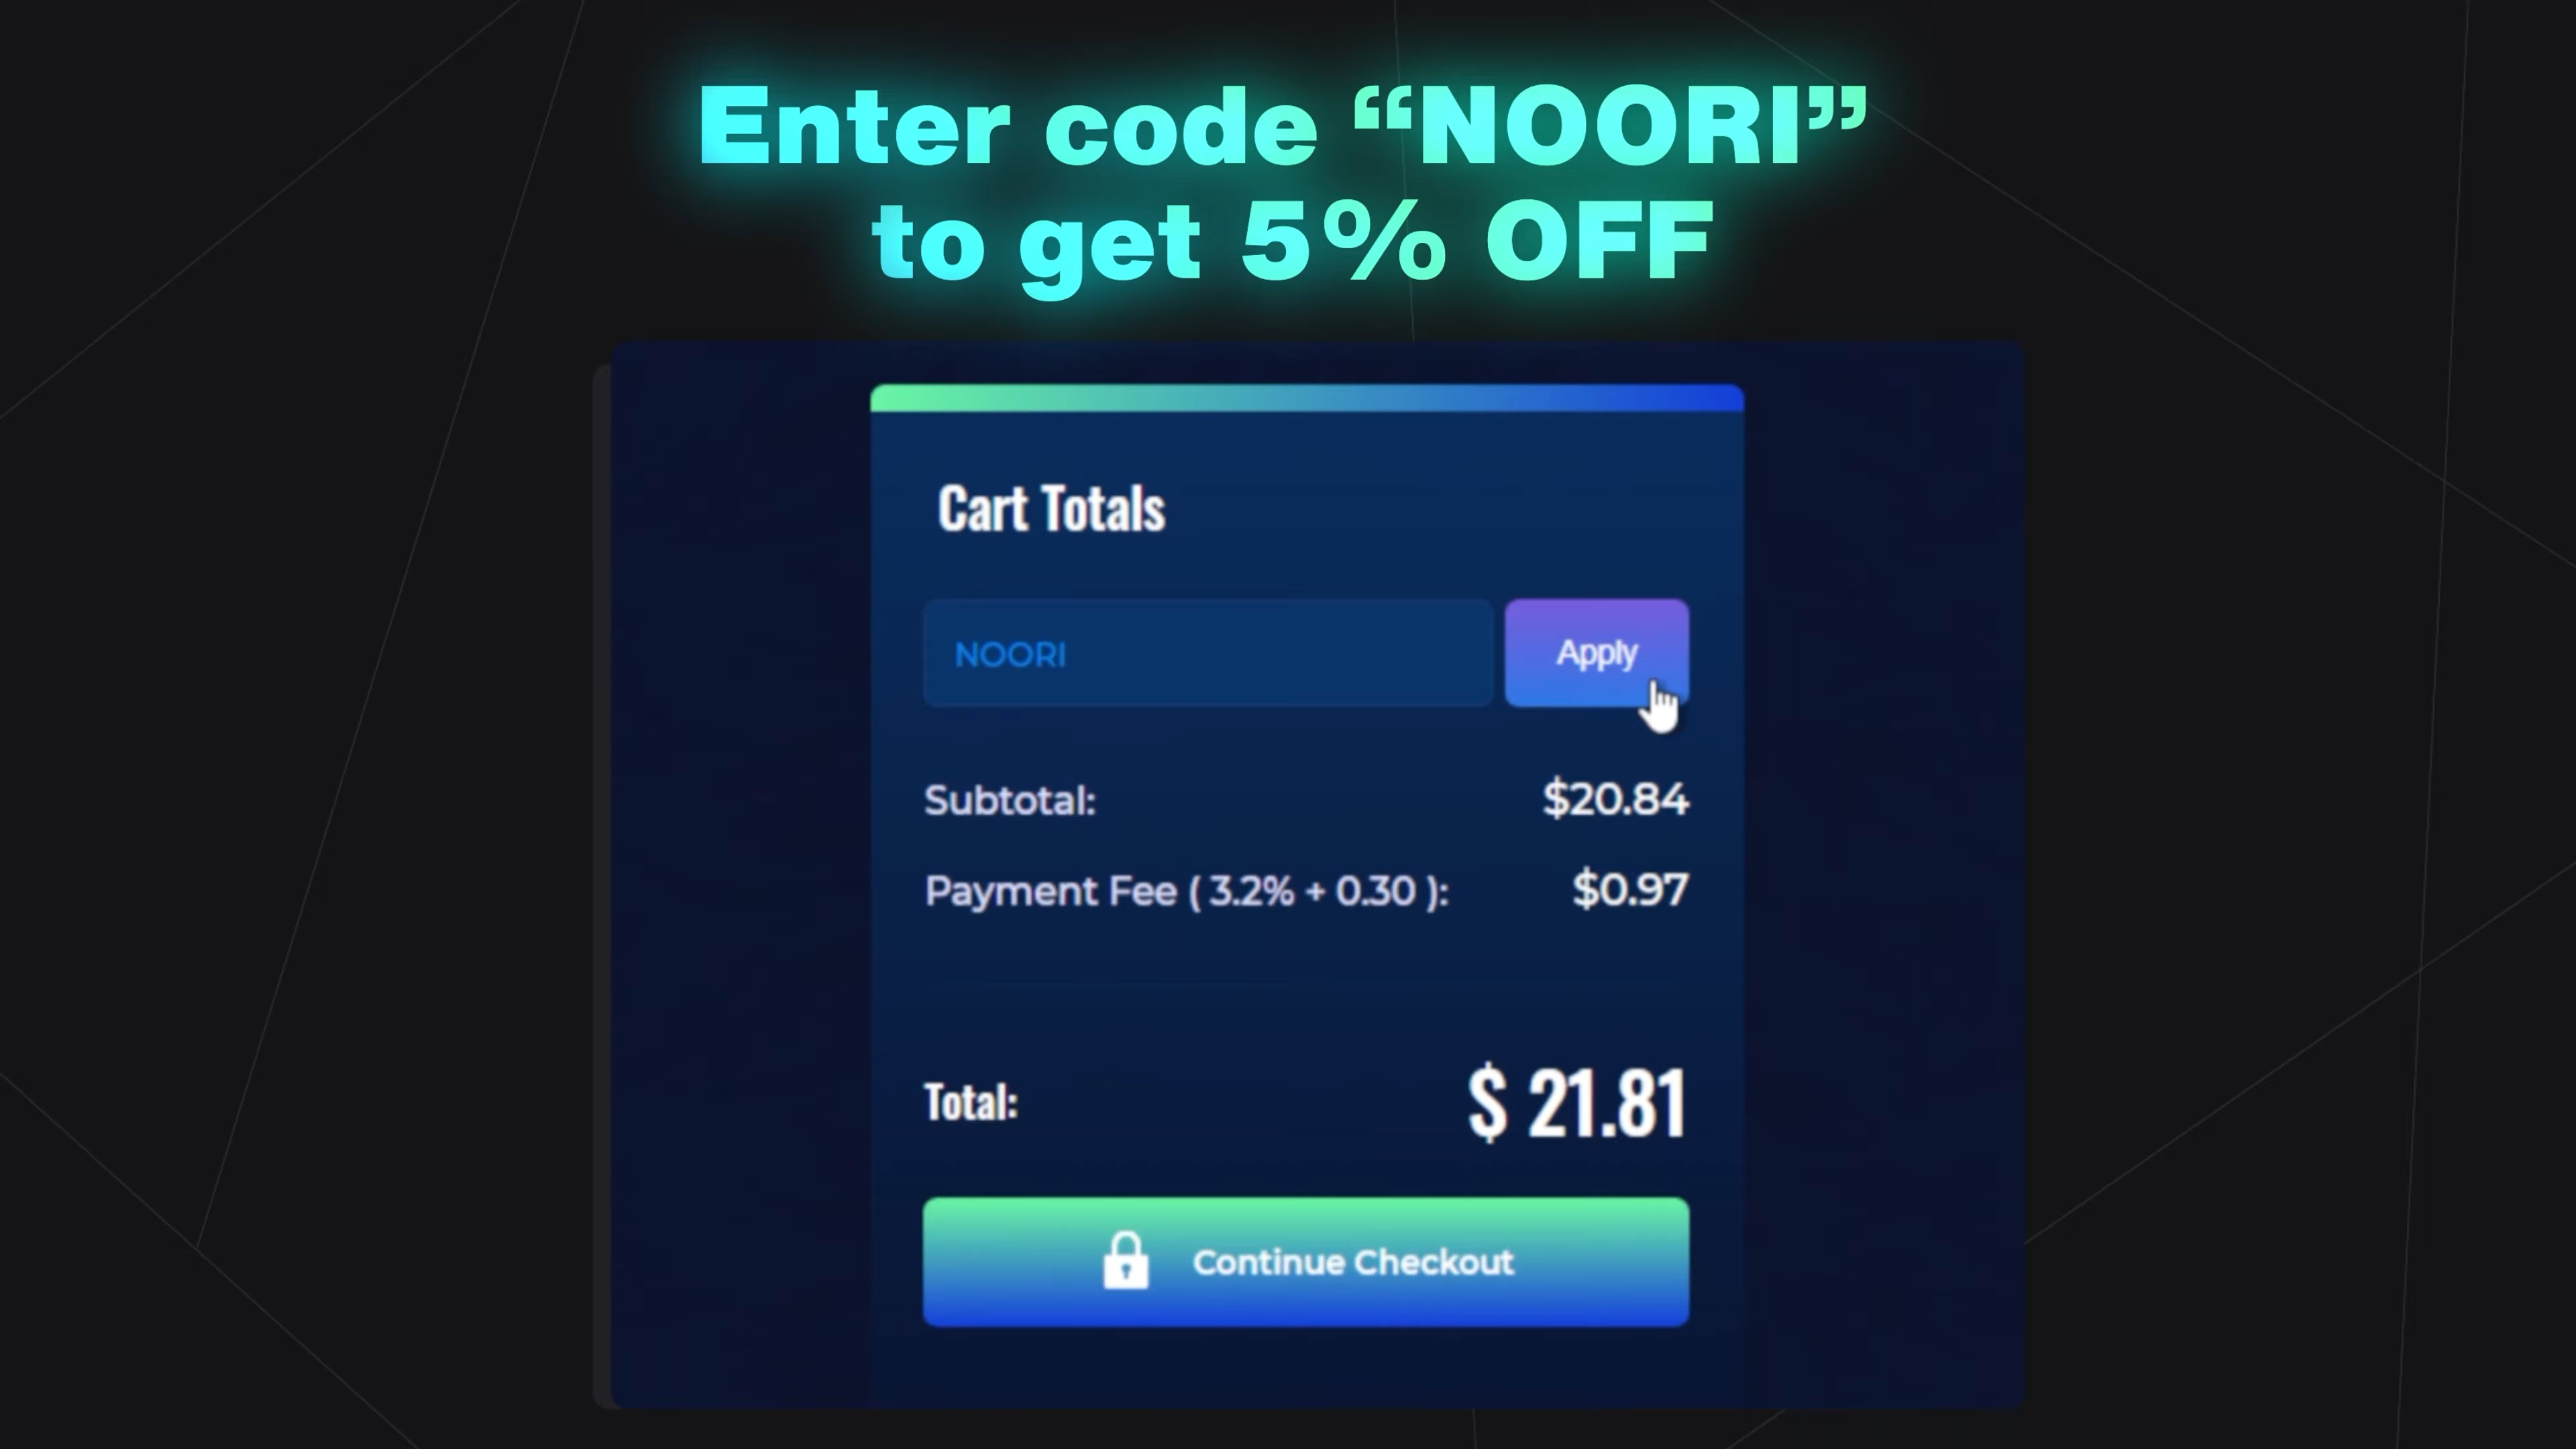 Enter code “NOORI”
to get 5% OFF
Cart Totals
NOORI Apply
Subtotal: $20.84
Payment Fee ( 3.2% + 0.30 ): $0.97
Total: $ 21.81
Continue Checkout